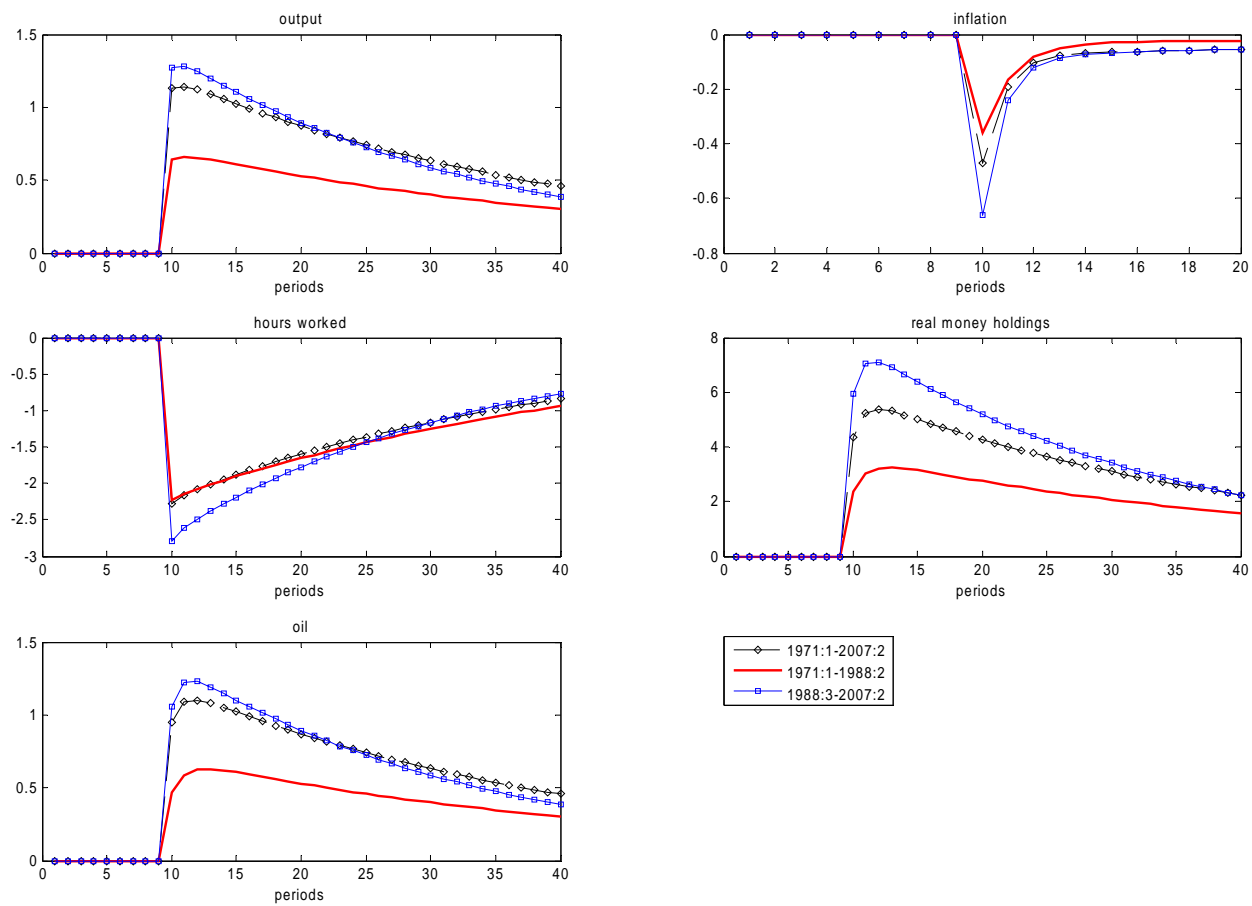 output
1.5
1
0.5
0
0 5 10 15 20 25 30 35 40
periods
inflation
0
-0.2
-0.4
-0.6
-0.8
0 2 4 6 8 10 12 14 16 18 20
periods
hours worked
0
-0.5
-1
-1.5
-2
-2.5
-3
0 5 10 15 20 25 30 35 40
periods
real money holdings
8
6
4
2
0
0 5 10 15 20 25 30 35 40
periods
oil
1.5
1
0.5
0
0 5 10 15 20 25 30 35 40
periods
1971:1-2007:2
1971:1-1988:2
1988:3-2007:2